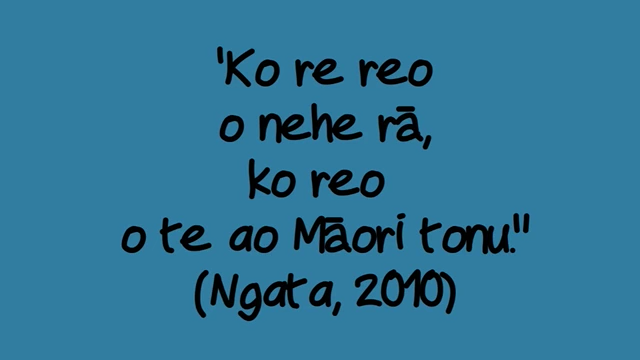 "Ko re reo
o nehe rā,
ko reo
o te ao Māori tonu."
(Ngata, 2010)